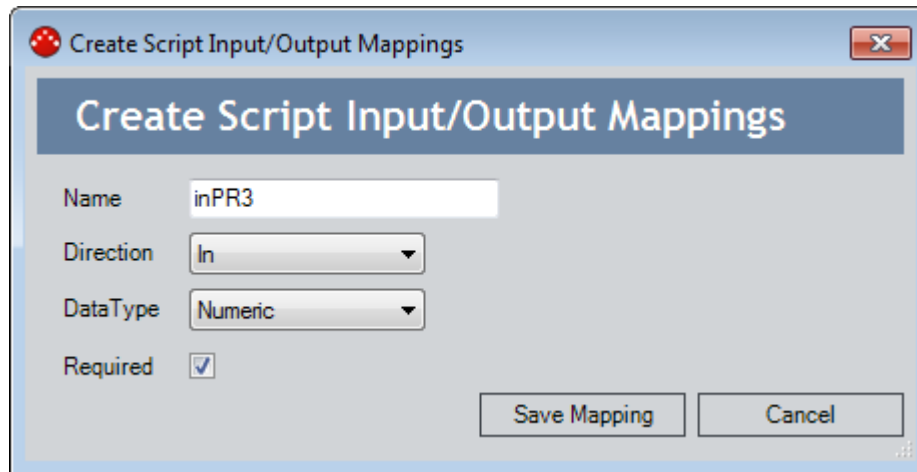 Create Script Input/Output Mappings
Create Script Input/Output Mappings
Name inPR3
Direction In
DataType Numeric
Required
Save Mapping Cancel